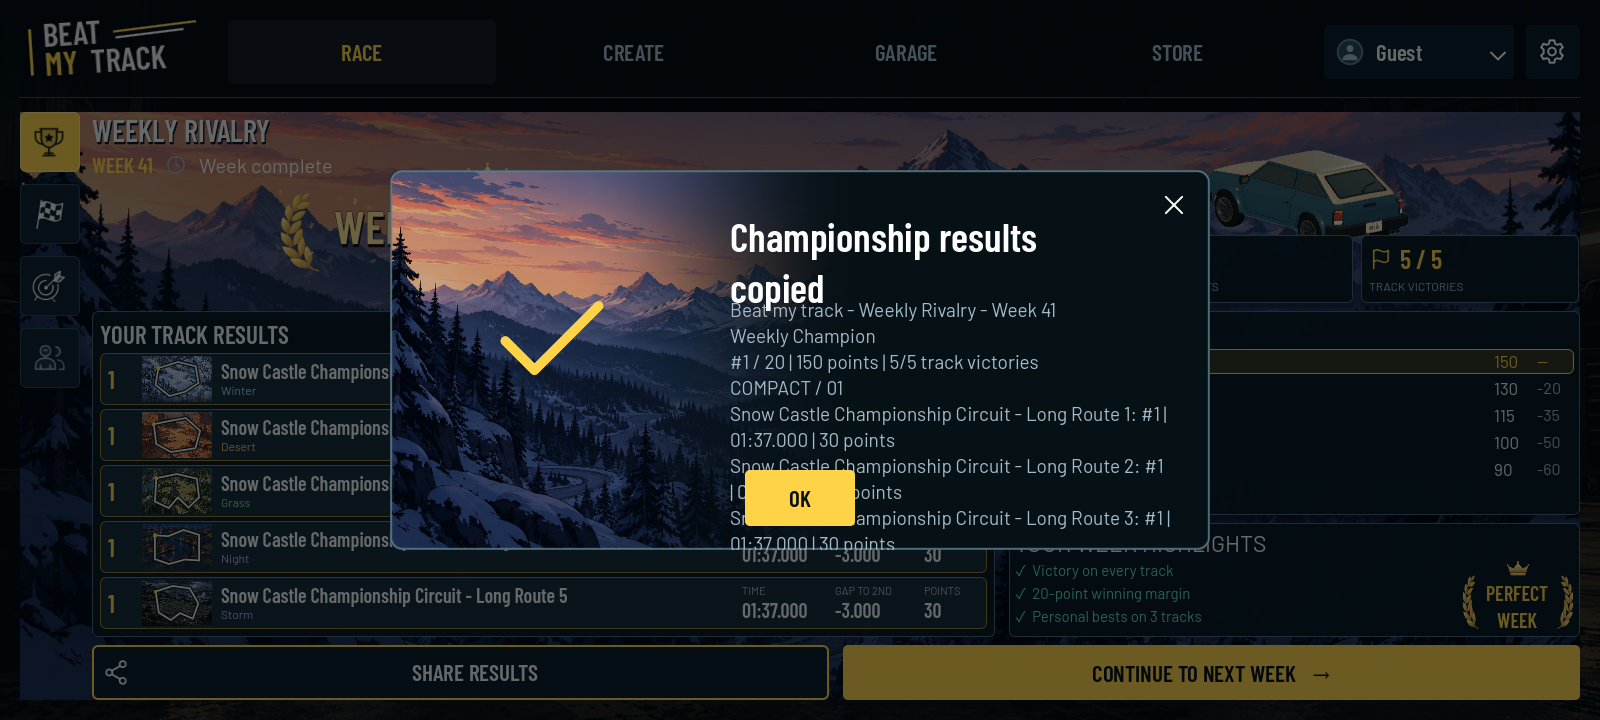 BEAT
MY TRACK
RACE
CREATE
GARAGE
STORE
Guest
WEEKLY RIVALRY
WEEK 41 Week complete
5 / 5
TRACK VICTORIES
YOUR TRACK RESULTS
1 Snow Castle Champions
Winter
1 Snow Castle Champions
Desert
1 Snow Castle Champions
Grass
1 Snow Castle Champions
Night
01:37.000 -3.000 30
1 Snow Castle Championship Circuit - Long Route 5
Storm
TIME GAP TO 2ND POINTS
01:37.000 -3.000 30
Championship results
copied
Beat my track - Weekly Rivalry - Week 41
Weekly Champion
#1 / 20 | 150 points | 5/5 track victories
COMPACT / 01
Snow Castle Championship Circuit - Long Route 1: #1 |
01:37.000 | 30 points
Snow Castle Championship Circuit - Long Route 2: #1
points
OK
ampionship Circuit - Long Route 3: #1 |
01:37.000 | 30 points
150 –
130 -20
115 -35
100 -50
90 -60
✓ Victory on every track
✓ 20-point winning margin
✓ Personal bests on 3 tracks
PERFECT
WEEK
SHARE RESULTS
CONTINUE TO NEXT WEEK →